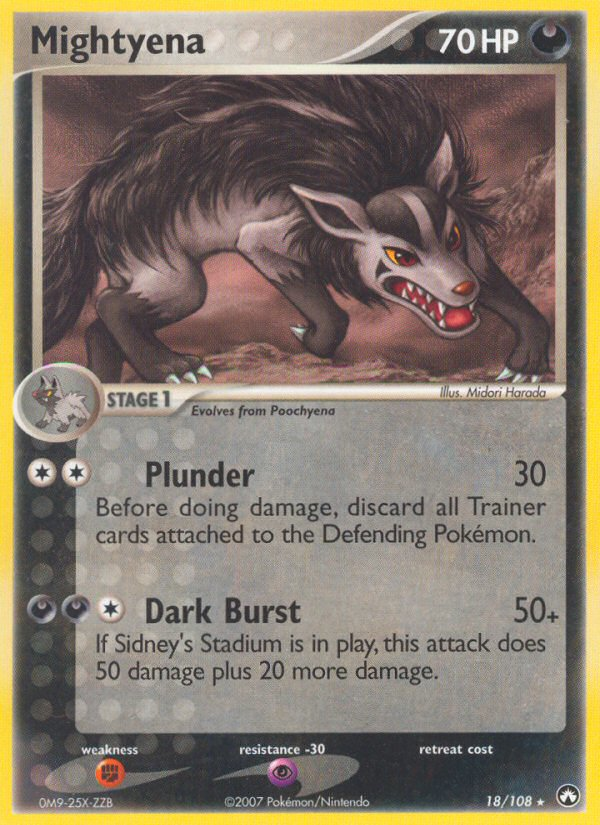 Mightyena 70 HP
Illus. Midori Harada
STAGE 1
Evolves from Poochyena
Plunder 30
Before doing damage, discard all Trainer
cards attached to the Defending Pokémon.
Dark Burst 50+
If Sidney's Stadium is in play, this attack does
50 damage plus 20 more damage.
weakness resistance -30 retreat cost
OM9-25X-ZZB ©2007 Pokémon/Nintendo 18/108 ★